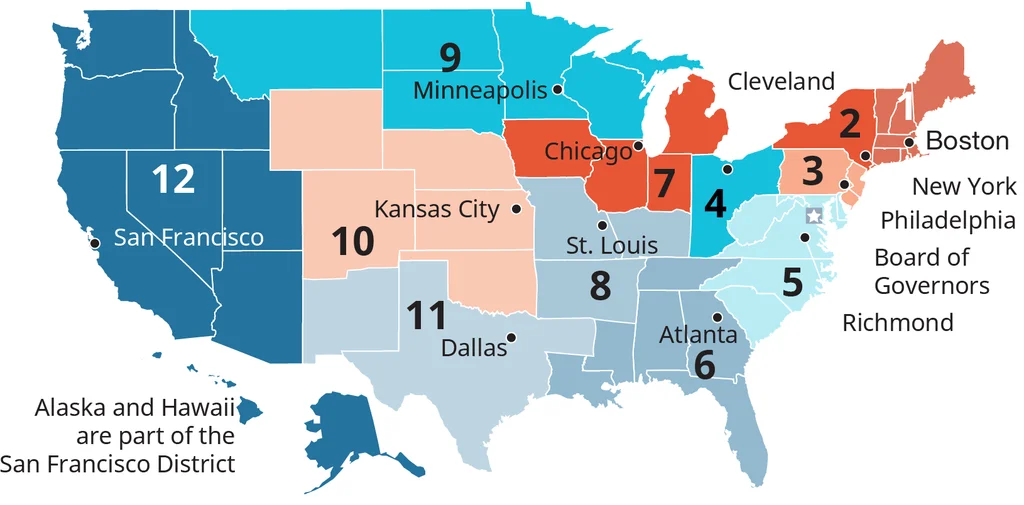 9
Minneapolis
Cleveland
2
1
Boston
Chicago
12
7
3
4
New York
Kansas City
Philadelphia
San Francisco
10
St. Louis
Board of
Governors
8
5
11
Richmond
Atlanta
Dallas
6
Alaska and Hawaii
are part of the
San Francisco District